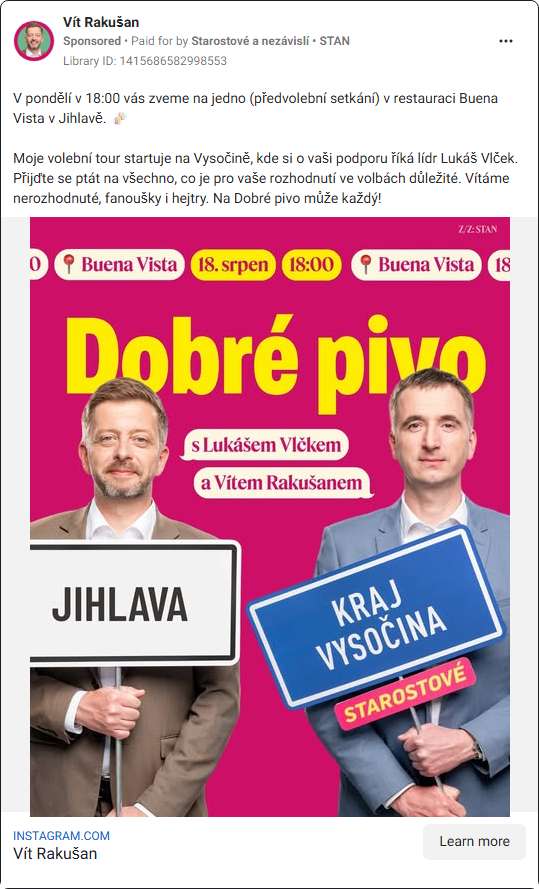 Vít Rakušan
Sponsored • Paid for by Starostové a nezávislí • STAN
Library ID: 1415686582998553
V pondělí v 18:00 vás zveme na jedno (předvolební setkání) v restauraci Buena
Vista v Jihlavě. 🍻
Moje volební tour startuje na Vysočině, kde si o vaši podporu říká lídr Lukáš Vlček.
Přijďte se ptát na všechno, co je pro vaše rozhodnutí ve volbách důležité. Vítáme
nerozhodnuté, fanoušky i hejtry. Na Dobré pivo může každý!
Z/Z: STAN
0 📍 Buena Vista 18. srpen 18:00 📍 Buena Vista 18
Dobré pivo
s Lukášem Vlčkem
a Vítem Rakušanem
JIHLAVA
KRAJ
VYSOČINA
STAROSTOVÉ
INSTAGRAM.COM
Vít Rakušan
Learn more